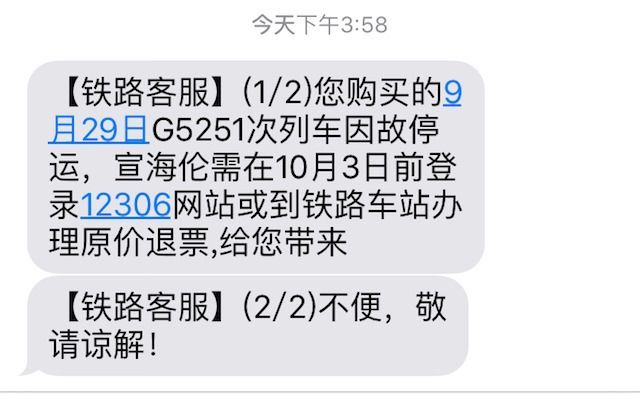 今天下午3:58
【铁路客服】(1/2)您购买的9
月29日G5251次列车因故停
运，宣海伦需在10月3日前登
录12306网站或到铁路车站办
理原价退票,给您带来
【铁路客服】(2/2)不便，敬
请谅解！